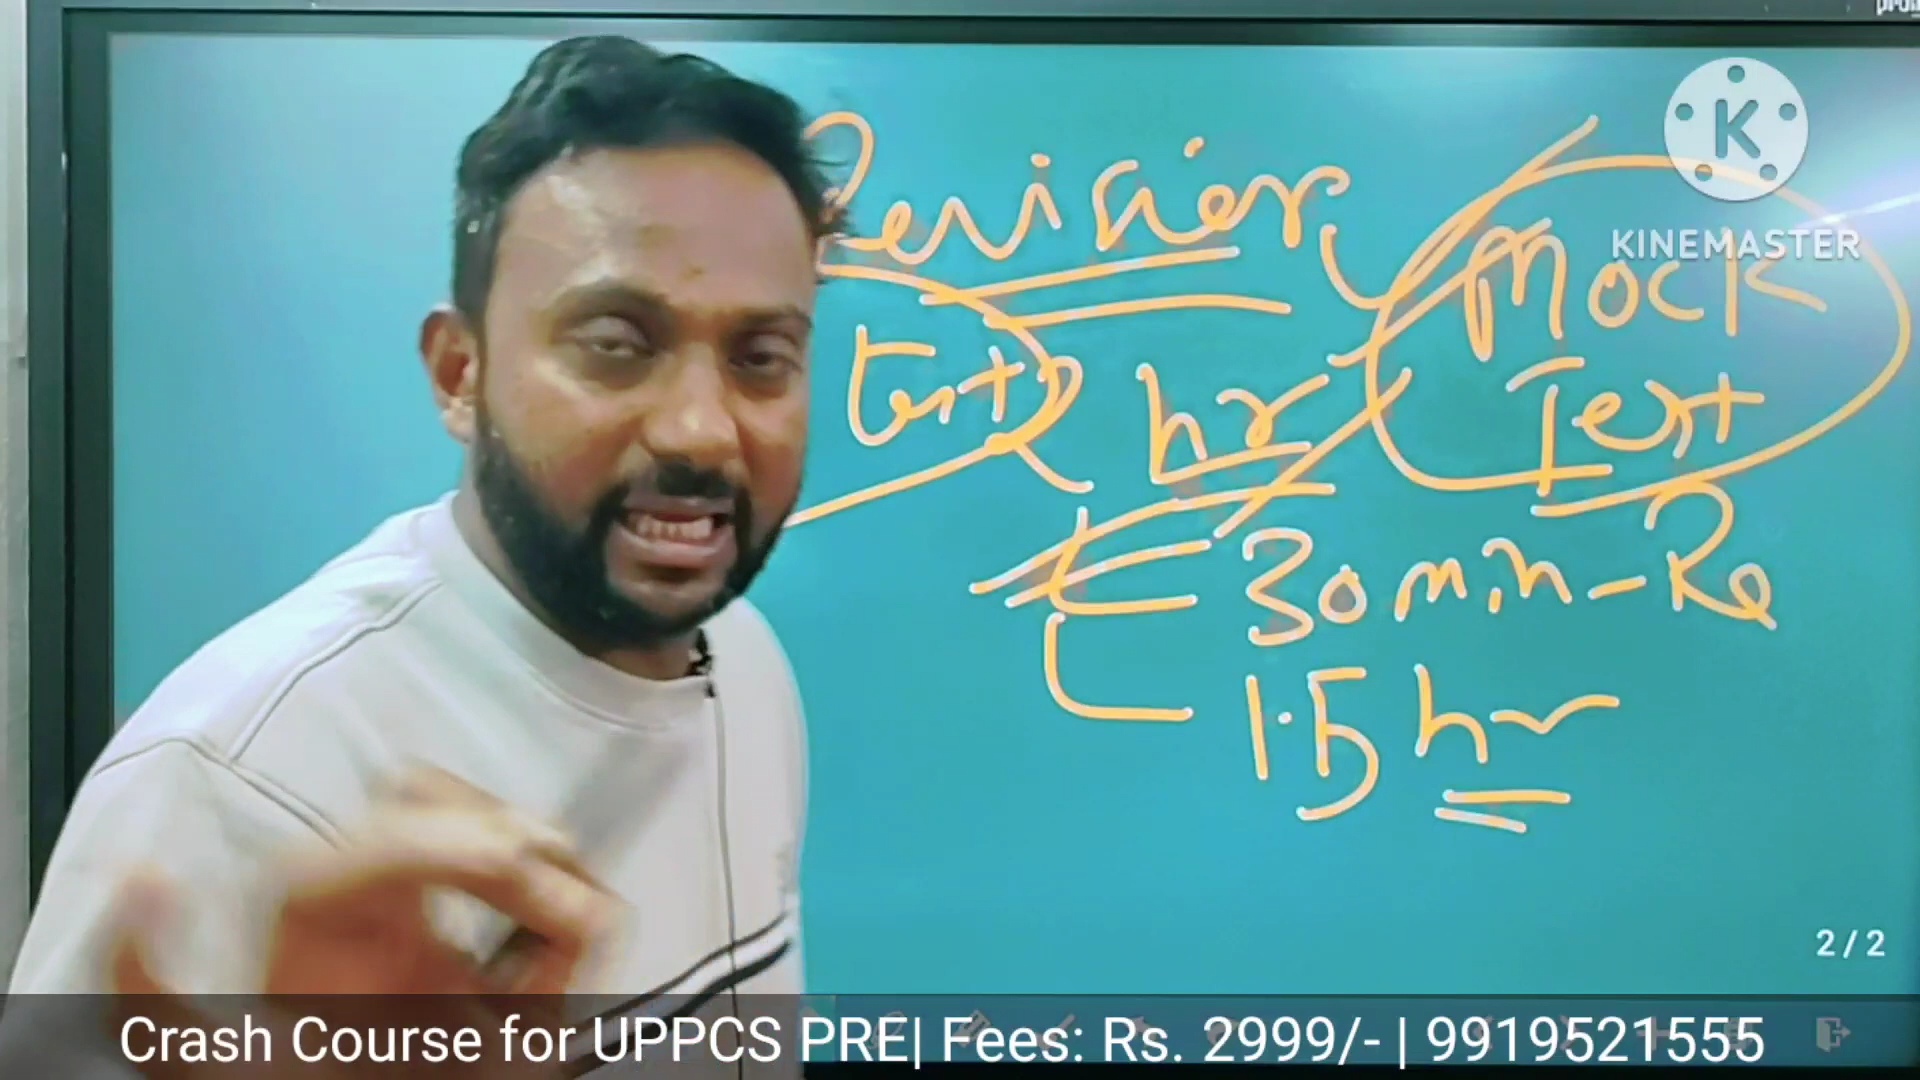 KINEMASTER
Revision
Mock
Test
Test
hr
30 min - Re
1.5 hr
2/2
Crash Course for UPPCS PRE| Fees: Rs. 2999/- | 9919521555